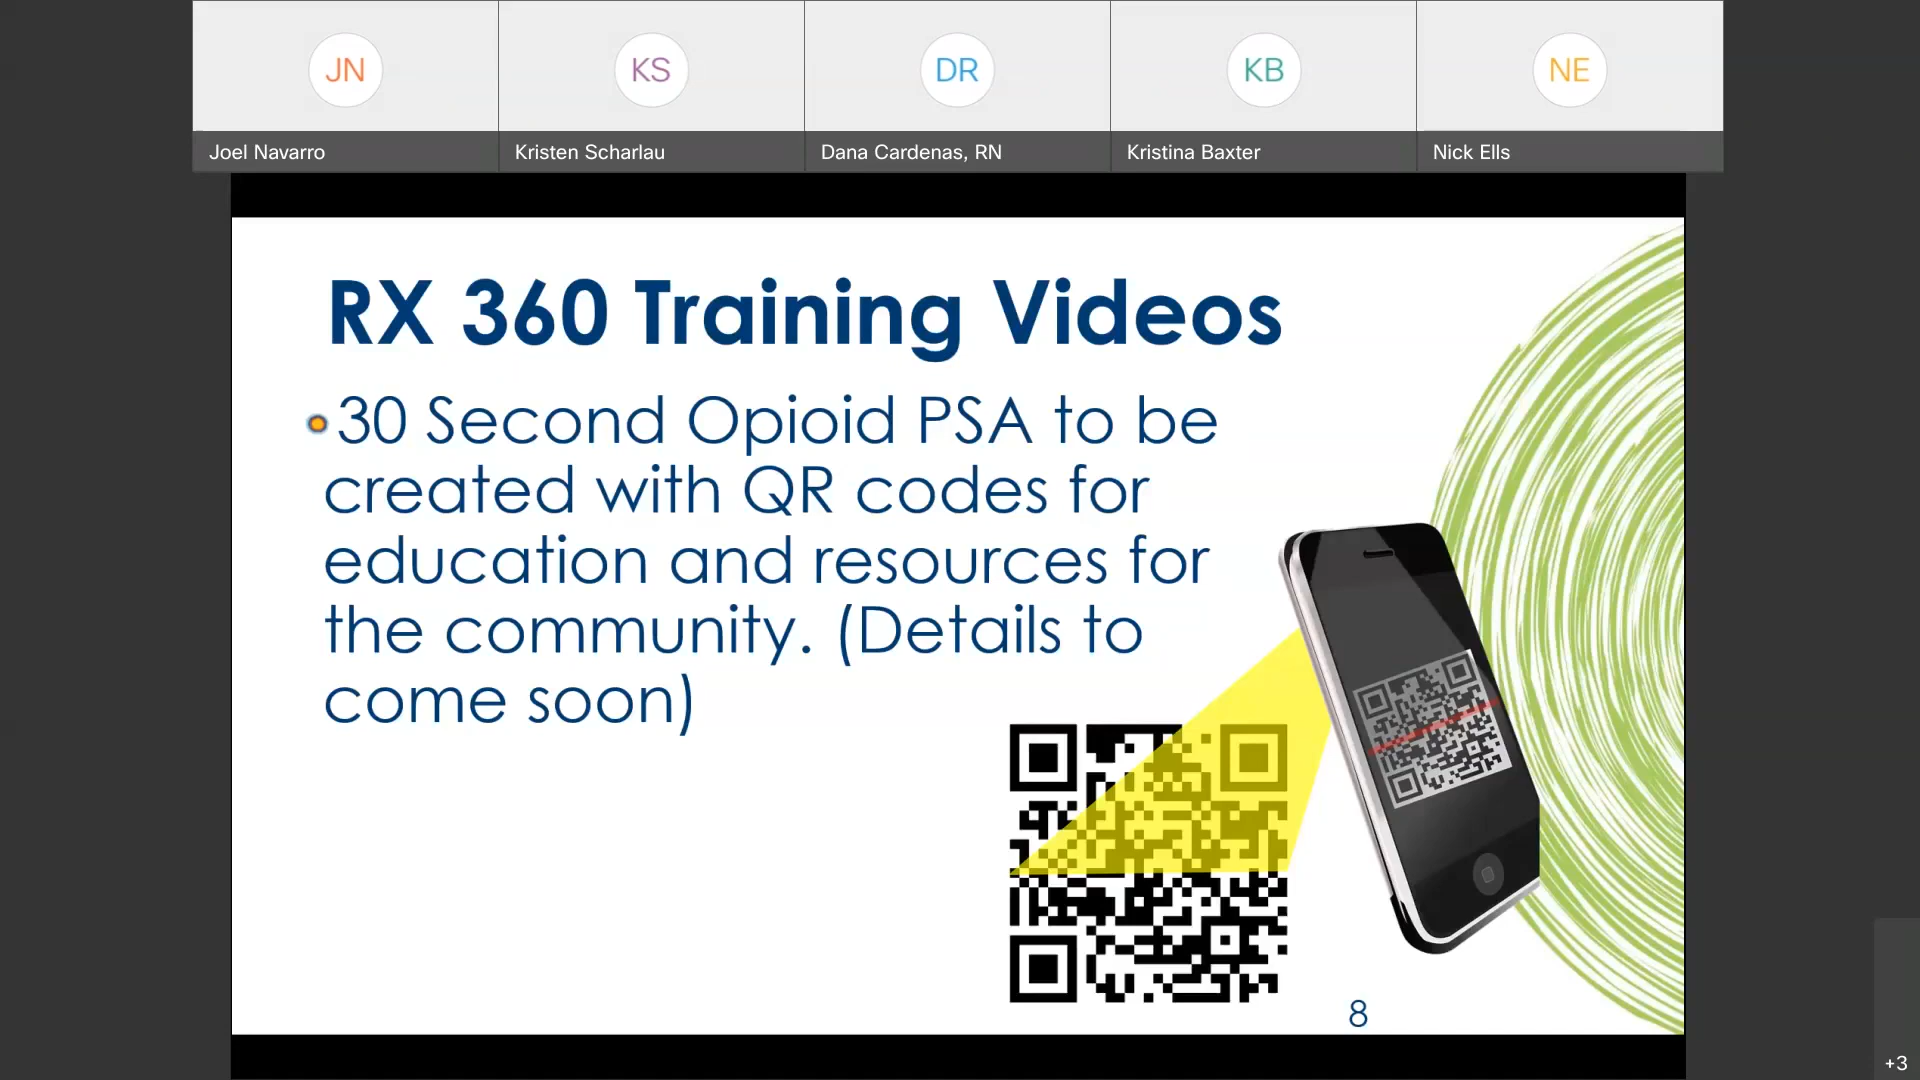 JN
KS
DR
KB
NE
Joel Navarro
Kristen Scharlau
Dana Cardenas, RN
Kristina Baxter
Nick Ells
RX 360 Training Videos
30 Second Opioid PSA to be
created with QR codes for
education and resources for
the community. (Details to
come soon)
8
+3